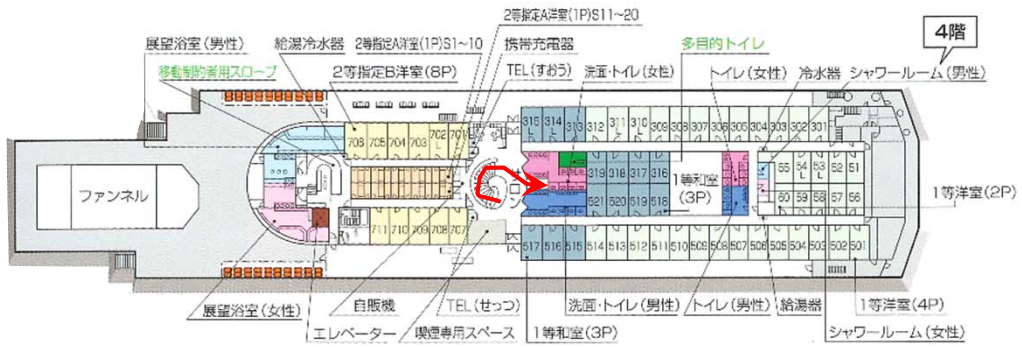 2等指定A洋室(1P)S11~20
4階
展望浴室(男性)
給湯冷水器
2等指定A洋室(1P)S1~10
携帯充電器
多目的トイレ
移動制約者用スロープ
2等指定B洋室(8P)
TEL(すおう)
洗面・トイレ(女性)
トイレ(女性)
冷水器
シャワールーム(男性)
706 705 704 703 702 701
L
315 314 313 312 311 310 309 308 307 306 305 304 303 302 301
L L L
319 318 317 316
55 54 53 52 51
L L
ファンネル
1等和室
(3P)
1等洋室(2P)
521 520 519 518
60 59 58 57 56
711 710 709 708 707
517 516 515 514 513 512 511 510 509 508 507 506 505 504 503 502 501
展望浴室(女性)
自販機
TEL(せっつ)
洗面・トイレ(男性)
トイレ(男性)
給湯器
1等洋室(4P)
エレベーター
喫煙専用スペース
1等和室(3P)
シャワールーム(女性)